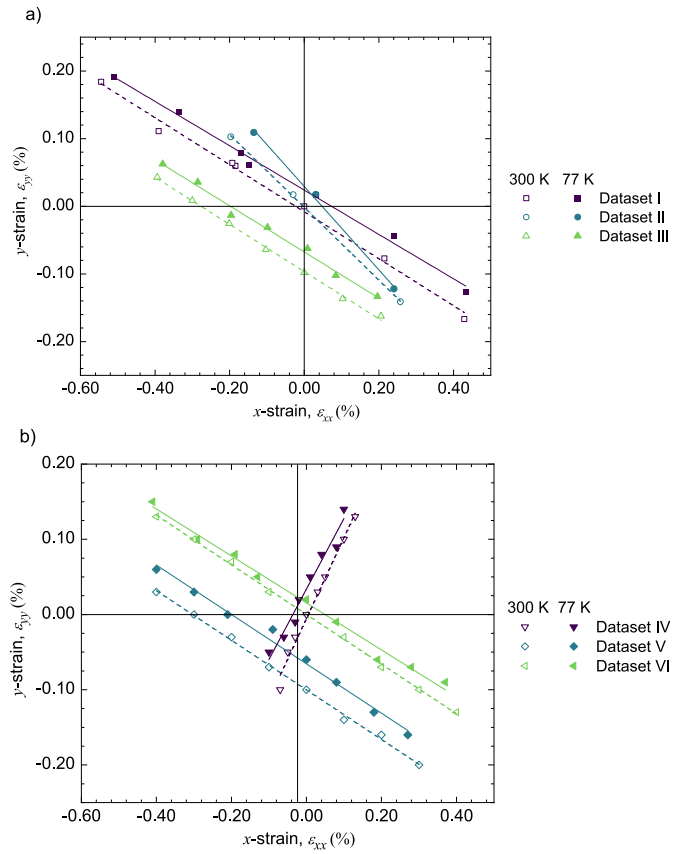 a)
0.20
0.10
0.00
-0.10
-0.20
y-strain, εyy (%)
-0.60 -0.40 -0.20 0.00 0.20 0.40
x-strain, εxx (%)
300 K 77 K
Dataset I
Dataset II
Dataset III
b)
0.20
0.10
0.00
-0.10
-0.20
y-strain, εyy (%)
-0.60 -0.40 -0.20 0.00 0.20 0.40
x-strain, εxx (%)
300 K 77 K
Dataset IV
Dataset V
Dataset VI